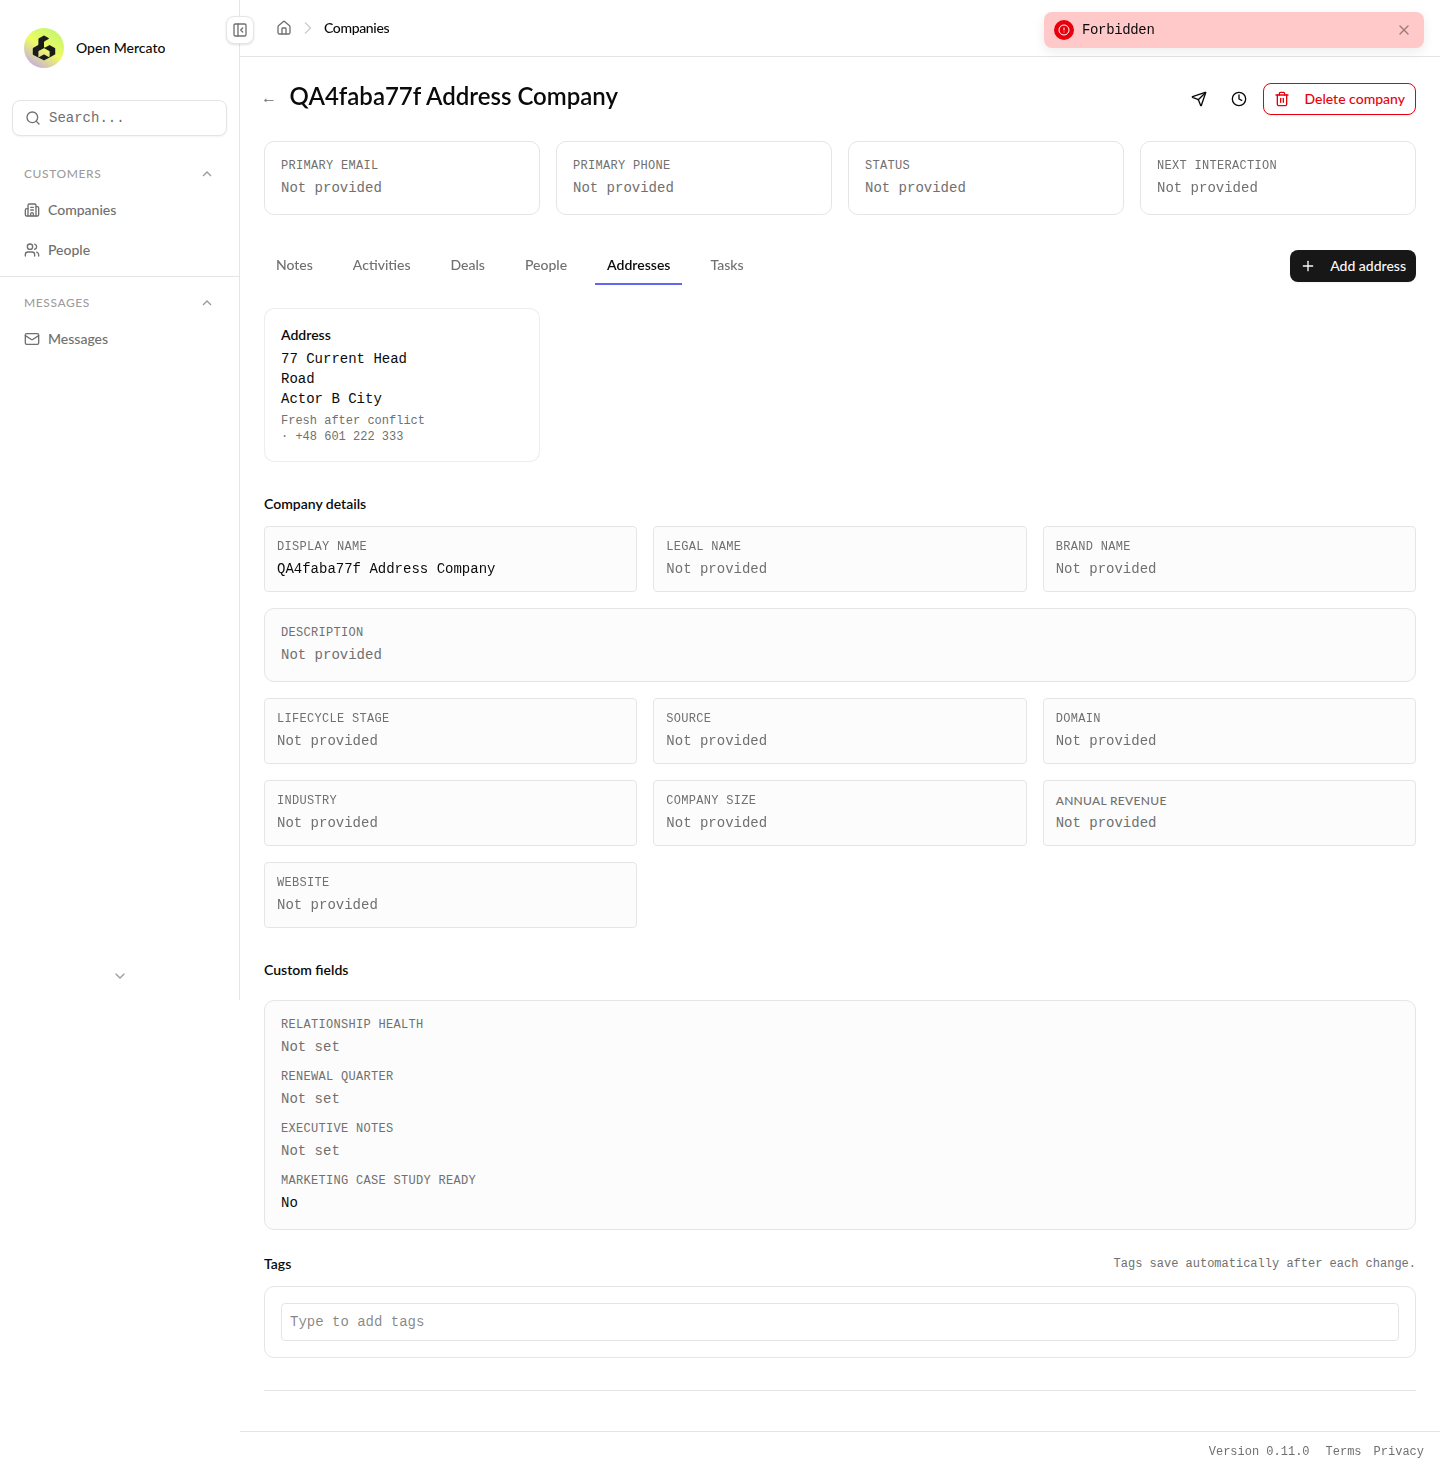 Open Mercato
Companies
Forbidden
Search...
CUSTOMERS
Companies
People
MESSAGES
Messages
← QA4faba77f Address Company
Delete company
PRIMARY EMAIL
Not provided
PRIMARY PHONE
Not provided
STATUS
Not provided
NEXT INTERACTION
Not provided
Notes Activities Deals People Addresses Tasks
Add address
Address
77 Current Head
Road
Actor B City
Fresh after conflict
· +48 601 222 333
Company details
DISPLAY NAME
QA4faba77f Address Company
LEGAL NAME
Not provided
BRAND NAME
Not provided
DESCRIPTION
Not provided
LIFECYCLE STAGE
Not provided
SOURCE
Not provided
DOMAIN
Not provided
INDUSTRY
Not provided
COMPANY SIZE
Not provided
ANNUAL REVENUE
Not provided
WEBSITE
Not provided
Custom fields
RELATIONSHIP HEALTH
Not set
RENEWAL QUARTER
Not set
EXECUTIVE NOTES
Not set
MARKETING CASE STUDY READY
No
Tags
Tags save automatically after each change.
Type to add tags
Version 0.11.0 Terms Privacy